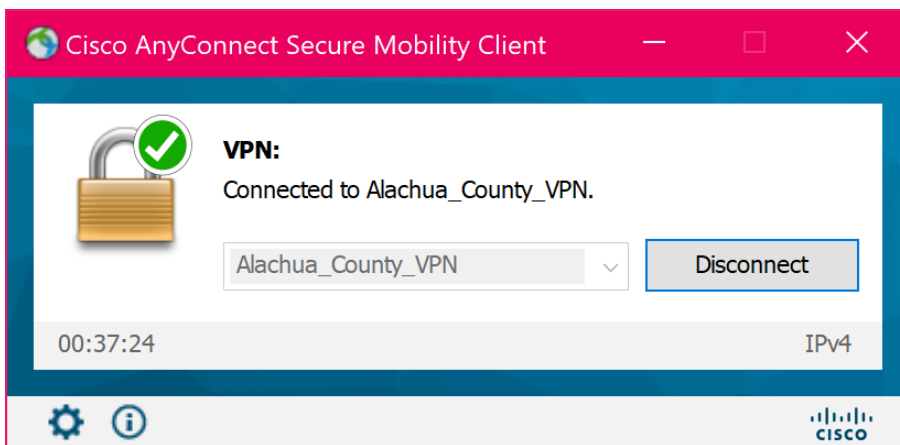 Cisco AnyConnect Secure Mobility Client
VPN:
Connected to Alachua_County_VPN.
Alachua_County_VPN
Disconnect
00:37:24
IPv4
CISCO